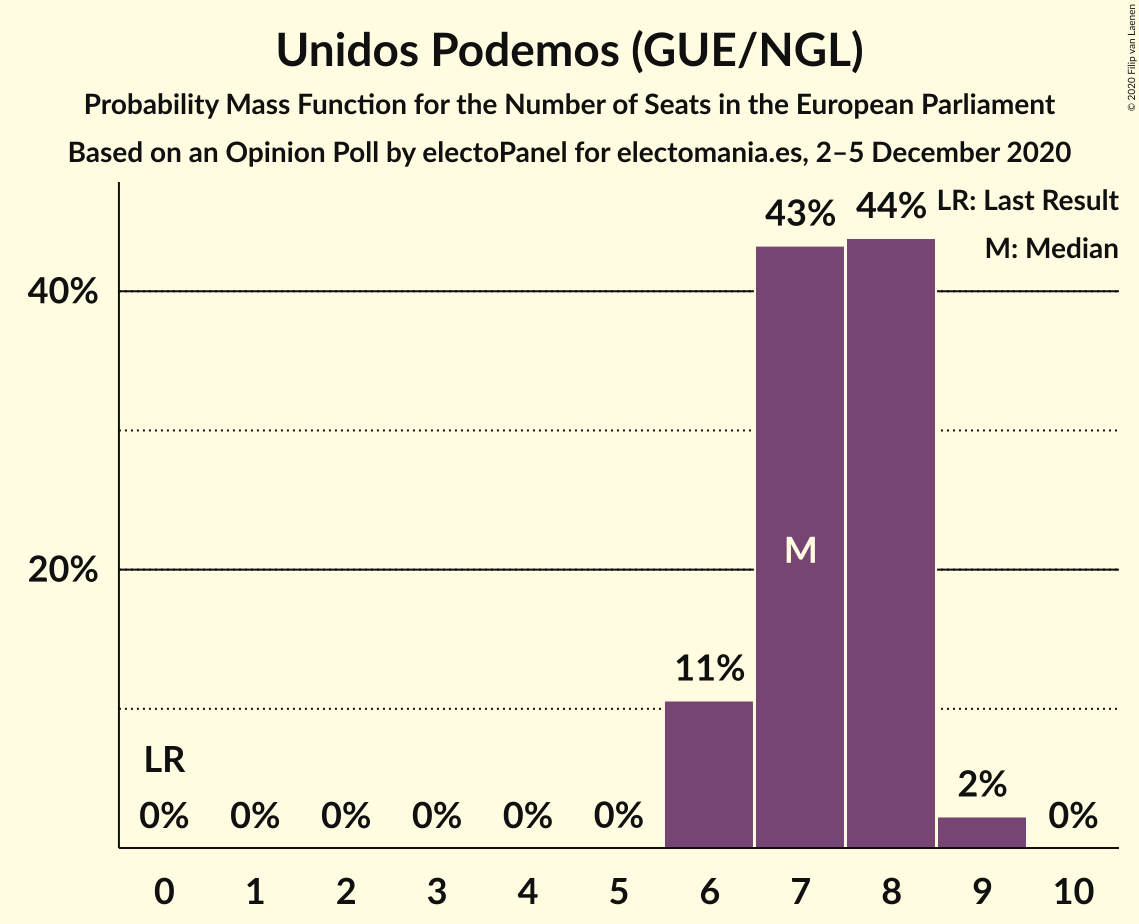 Unidos Podemos (GUE/NGL)
Probability Mass Function for the Number of Seats in the European Parliament
Based on an Opinion Poll by electoPanel for electomania.es, 2–5 December 2020
© 2020 Filip van Laenen
LR: Last Result
M: Median
43%
44%
40%
20%
M
11%
LR
2%
0% 0% 0% 0% 0% 0% 0%
0 1 2 3 4 5 6 7 8 9 10